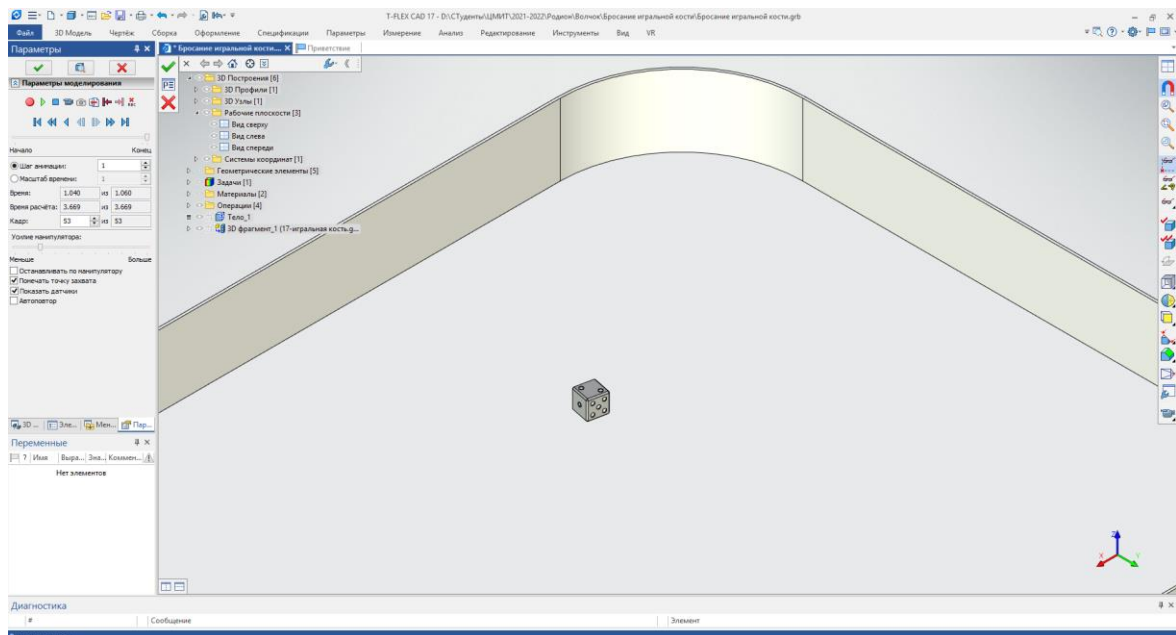 T-FLEX CAD 17 - D:\СТуденты\ЦМИТ\2021-2022\Родион\Волчок\Бросание игральной кости\Бросание игральной кости.grb
Файл 3D Модель Чертёж Сборка Оформление Спецификации Параметры Измерение Анализ Редактирование Инструменты Вид VR
Параметры
* Бросание игральной кости....
Приветствие
Параметры моделирования
Начало Конец
Шаг анимации: 1
Масштаб времени: 1
Время: 1.040 из 1.060
Время расчёта: 3.669 из 3.669
Кадр: 53 из 53
Усилие манипулятора:
Меньше Больше
Останавливать по манипулятору
Помечать точку захвата
Показать датчики
Автоповтор
3D Построения [6]
3D Профили [1]
3D Узлы [1]
Рабочие плоскости [3]
Вид сверху
Вид слева
Вид спереди
Системы координат [1]
Геометрические элементы [5]
Задачи [1]
Материалы [2]
Операции [4]
Тело_1
3D фрагмент_1 (17-игральная кость.g...
3D ... Эле... Мен... Пар...
Переменные
? Имя Выра... Зна... Коммен...
Нет элементов
Z
X
Y
Диагностика
# Сообщение Элемент